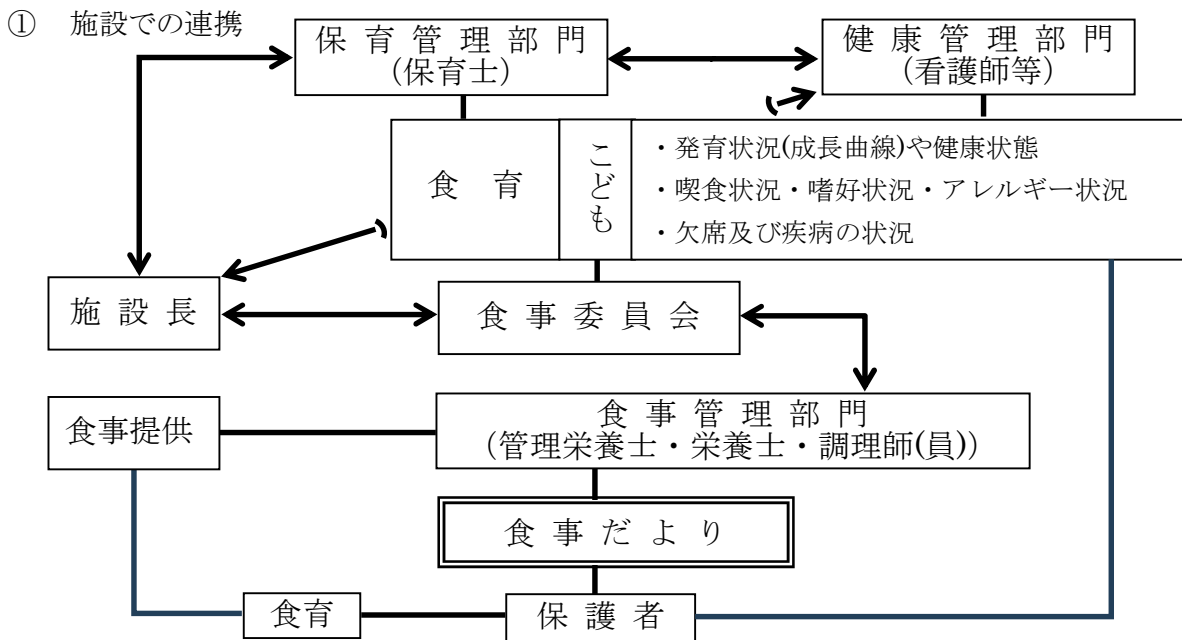 ① 施設での連携
保育管理部門
(保育士)
健康管理部門
(看護師等)
食育
こども
・発育状況(成長曲線)や健康状態
・喫食状況・嗜好状況・アレルギー状況
・欠席及び疾病の状況
施設長
食事委員会
食事提供
食事管理部門
(管理栄養士・栄養士・調理師(員))
食事だより
食育
保護者